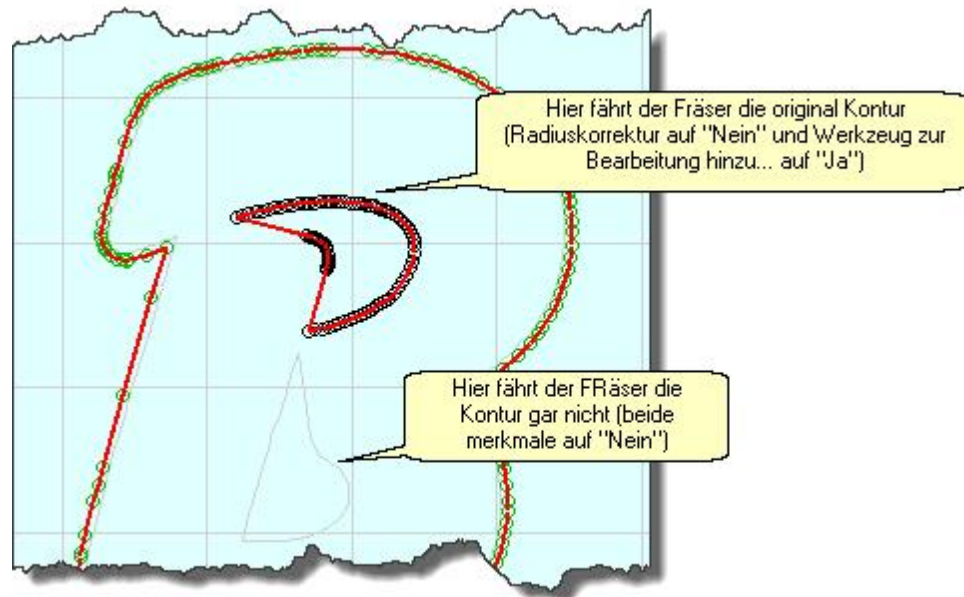 Hier fährt der Fräser die original Kontur
(Radiuskorrektur auf "Nein" und Werkzeug zur
Bearbeitung hinzu... auf "Ja")
Hier fährt der FRäser die
Kontur gar nicht (beide
merkmale auf "Nein")